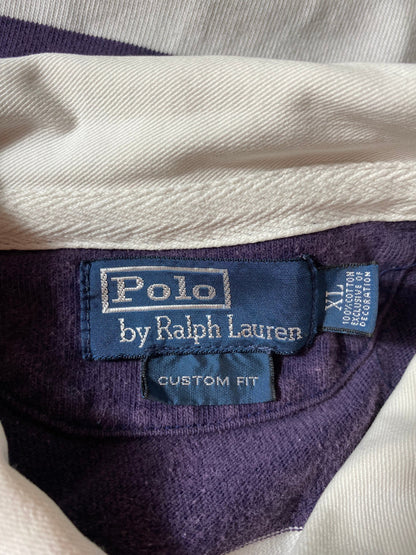 Polo
by Ralph Lauren
CUSTOM FIT
XL
100% COTTON
EXCLUSIVE OF
DECORATION